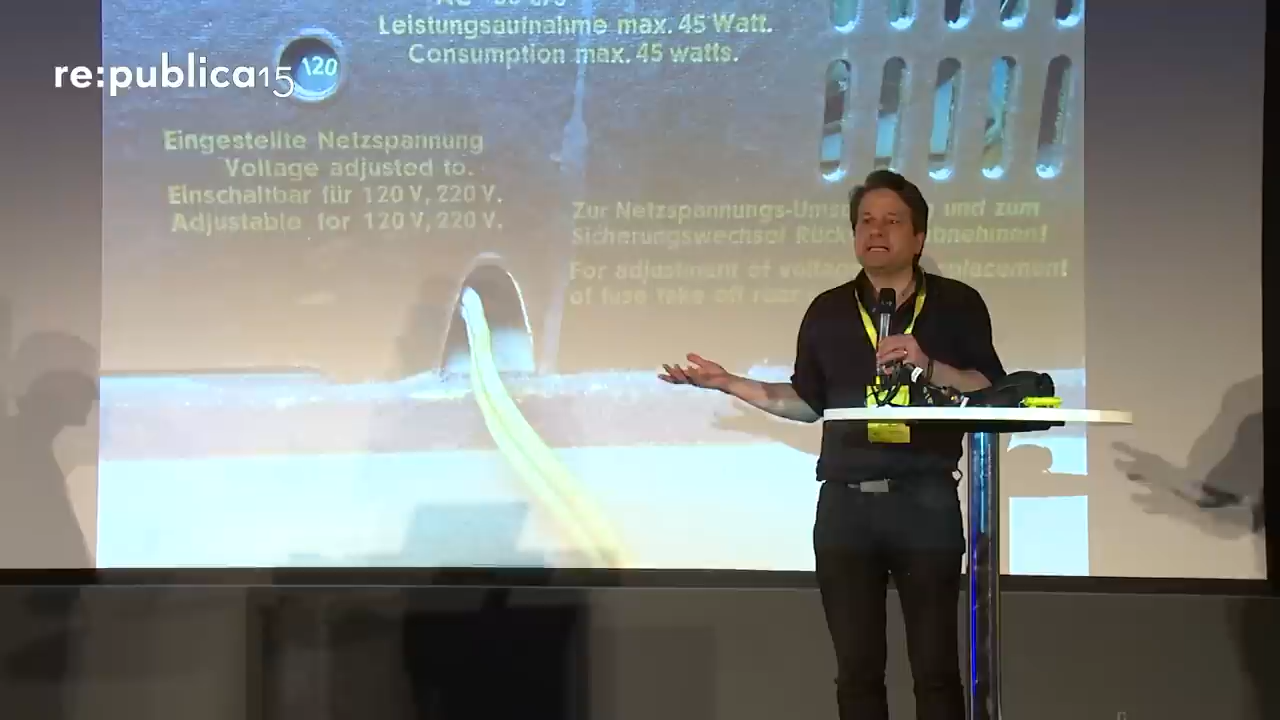 Leistungsaufnahme max. 45 Watt.
Consumption max. 45 watts.
re:publica15
120
Eingestellte Netzspannung
Voltage adjusted to.
Einschaltbar für 120 V, 220 V.
Adjustable for 120 V, 220 V.
Zur Netzspannungs- und zum
Sicherungswechsel
For adjustment of
of fuse take off